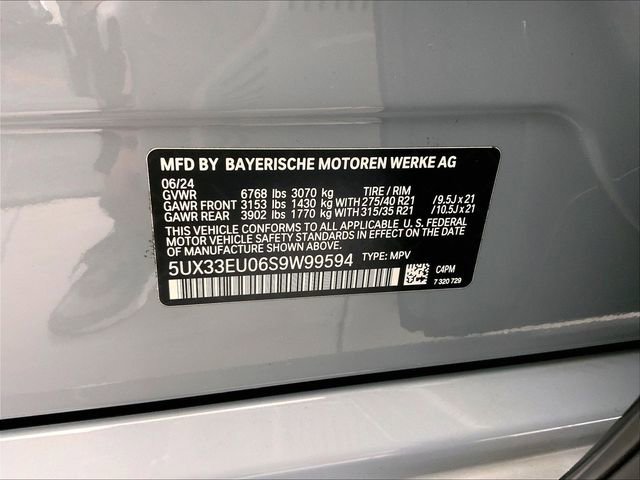 MFD BY BAYERISCHE MOTOREN WERKE AG
06/24
GVWR 6768 lbs 3070 kg TIRE / RIM
GAWR FRONT 3153 lbs 1430 kg WITH 275/40 R21 / 9.5J x 21
GAWR REAR 3902 lbs 1770 kg WITH 315/35 R21 / 10.5J x 21
THIS VEHICLE CONFORMS TO ALL APPLICABLE U. S. FEDERAL
MOTOR VEHICLE SAFETY STANDARDS IN EFFECT ON THE DATE
OF MANUFACTURE SHOWN ABOVE.
5UX33EU06S9W99594 TYPE: MPV
C4PM
7 320 729